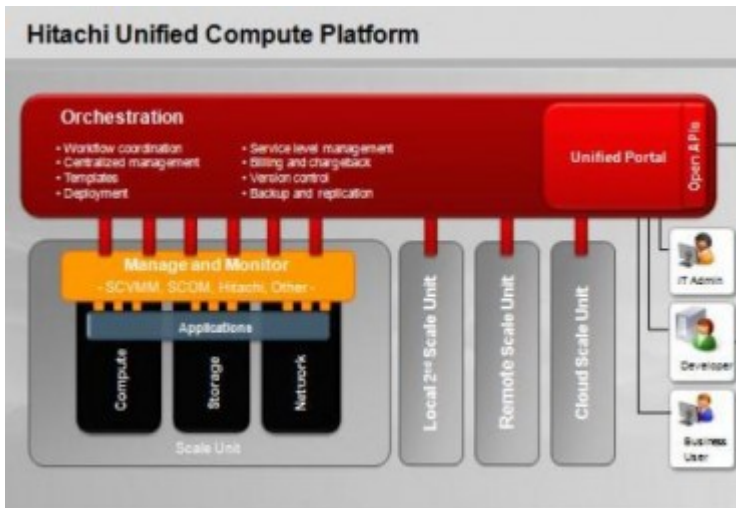 Hitachi Unified Compute Platform
Orchestration
• Workflow coordination
• Centralized management
• Templates
• Deployment
• Service level management
• Billing and chargeback
• Version control
• Backup and replication
Unified Portal
Open APIs
Manage and Monitor
- SCVMM, SCOM, Hitachi, Other -
Applications
Compute
Storage
Network
Scale Unit
Local 2nd Scale Unit
Remote Scale Unit
Cloud Scale Unit
IT Admin
Developer
Business
User